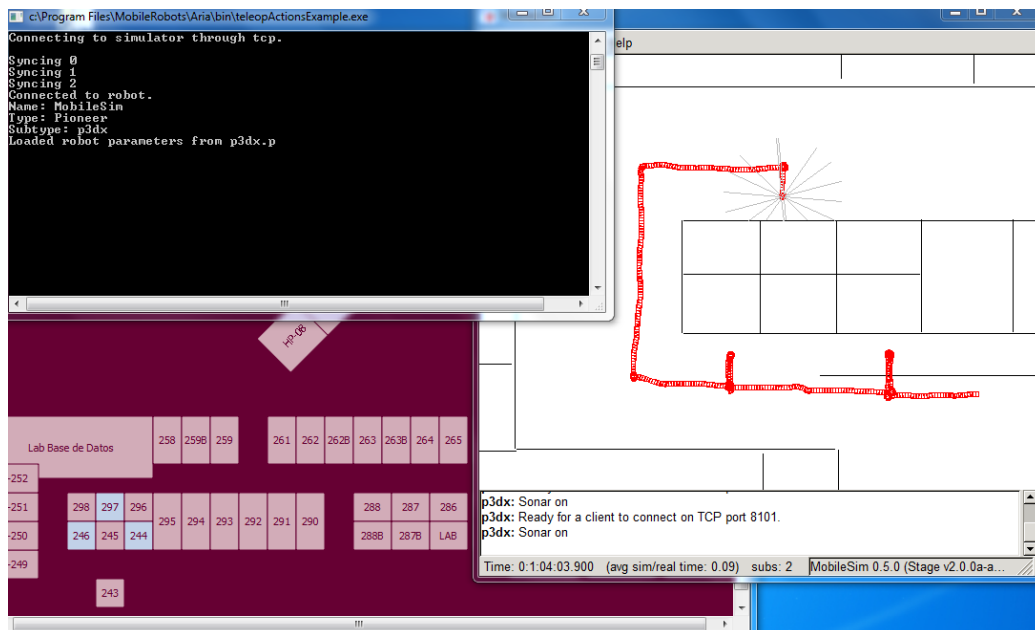 c:\Program Files\MobileRobots\Aria\bin\teleopActionsExample.exe
Connecting to simulator through tcp.
Syncing 0
Syncing 1
Syncing 2
Connected to robot.
Name: MobileSim
Type: Pioneer
Subtype: p3dx
Loaded robot parameters from p3dx.p
elp
HP-08
Lab Base de Datos
258 259B 259 261 262 262B 263 263B 264 265
-252
-251
-250
-249
298 297 296 295 294 293 292 291 290 288 287 286
246 245 244 288B 287B LAB
243
p3dx: Sonar on
p3dx: Ready for a client to connect on TCP port 8101.
p3dx: Sonar on
Time: 0:1:04:03.900 (avg sim/real time: 0.09) subs: 2 MobileSim 0.5.0 (Stage v2.0.0a-a...